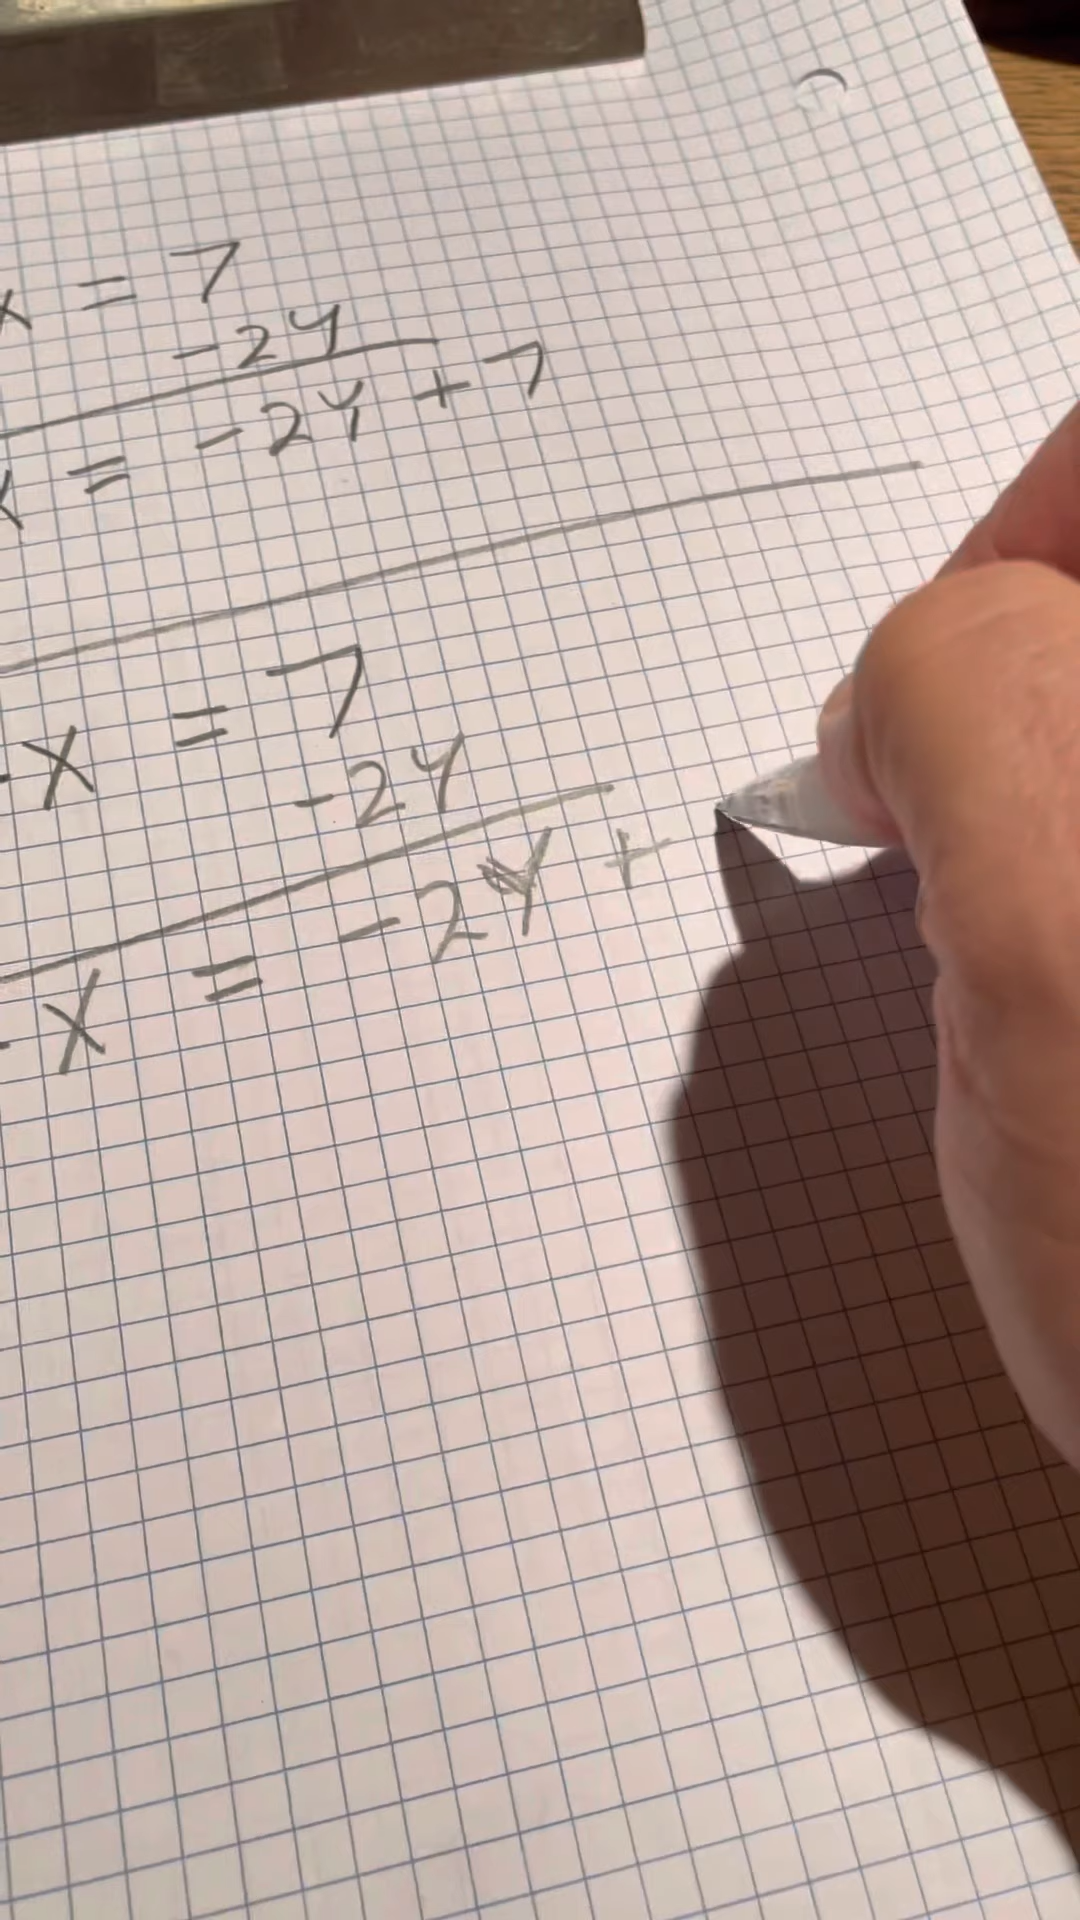 x = 7
- 2y
x = - 2y + 7
- x = 7
- 2y
- x = - 2y +